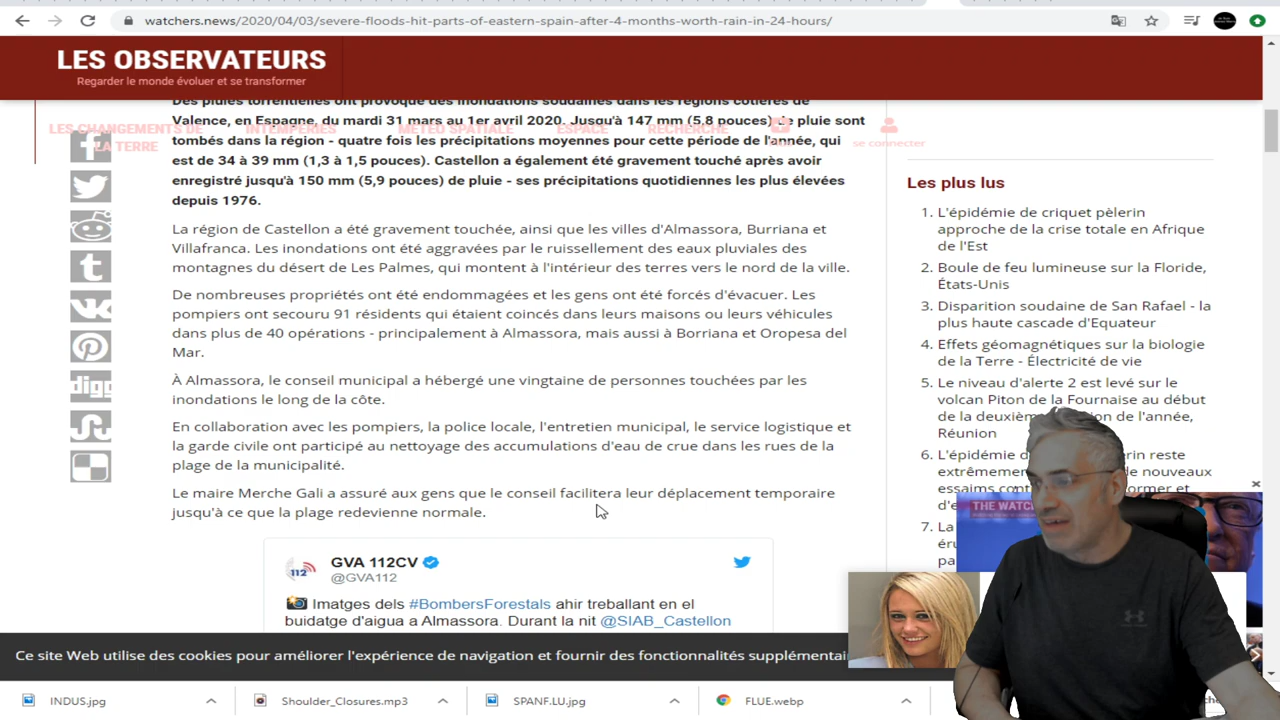 watchers.news/2020/04/03/severe-floods-hit-parts-of-eastern-spain-after-4-months-worth-rain-in-24-hours/
LES OBSERVATEURS
Regarder le monde évoluer et se transformer
LES CHANGEMENTS DE
LA TERRE
INTEMPÉRIES
MÉTÉO SPATIALE
ESPACE
RECHERCHE
se connecter
Des pluies torrentielles ont provoqué des inondations soudaines dans les régions côtières de
Valence, en Espagne, du mardi 31 mars au 1er avril 2020. Jusqu'à 147 mm (5,8 pouces) de pluie sont
tombés dans la région - quatre fois les précipitations moyennes pour cette période de l'année, qui
est de 34 à 39 mm (1,3 à 1,5 pouces). Castellon a également été gravement touché après avoir
enregistré jusqu'à 150 mm (5,9 pouces) de pluie - ses précipitations quotidiennes les plus élevées
depuis 1976.
La région de Castellon a été gravement touchée, ainsi que les villes d'Almassora, Burriana et
Villafranca. Les inondations ont été aggravées par le ruissellement des eaux pluviales des
montagnes du désert de Les Palmes, qui montent à l'intérieur des terres vers le nord de la ville.
De nombreuses propriétés ont été endommagées et les gens ont été forcés d'évacuer. Les
pompiers ont secouru 91 résidents qui étaient coincés dans leurs maisons ou leurs véhicules
dans plus de 40 opérations - principalement à Almassora, mais aussi à Borriana et Oropesa del
Mar.
À Almassora, le conseil municipal a hébergé une vingtaine de personnes touchées par les
inondations le long de la côte.
En collaboration avec les pompiers, la police locale, l'entretien municipal, le service logistique et
la garde civile ont participé au nettoyage des accumulations d'eau de crue dans les rues de la
plage de la municipalité.
Le maire Merche Gali a assuré aux gens que le conseil facilitera leur déplacement temporaire
jusqu'à ce que la plage redevienne normale.
112
GVA 112CV
@GVA112
Imatges dels #BombersForestals ahir treballant en el
buidatge d'aigua a Almassora. Durant la nit @SIAB_Castellon
digg
Les plus lus
1. L'épidémie de criquet pèlerin
approche de la crise totale en Afrique
de l'Est
2. Boule de feu lumineuse sur la Floride,
États-Unis
3. Disparition soudaine de San Rafael - la
plus haute cascade d'Equateur
4. Effets géomagnétiques sur la biologie
de la Terre - Électricité de vie
5. Le niveau d'alerte 2 est levé sur le
volcan Piton de la Fournaise au début
de la deuxième de l'année,
Réunion
6. L'épidémie reste
extrêmement de nouveaux
essaims
7. La
THE
Ce site Web utilise des cookies pour améliorer l'expérience de navigation et fournir des fonctionnalités supplémentai
INDUS.jpg
Shoulder_Closures.mp3
SPANF.LU.jpg
FLUE.webp